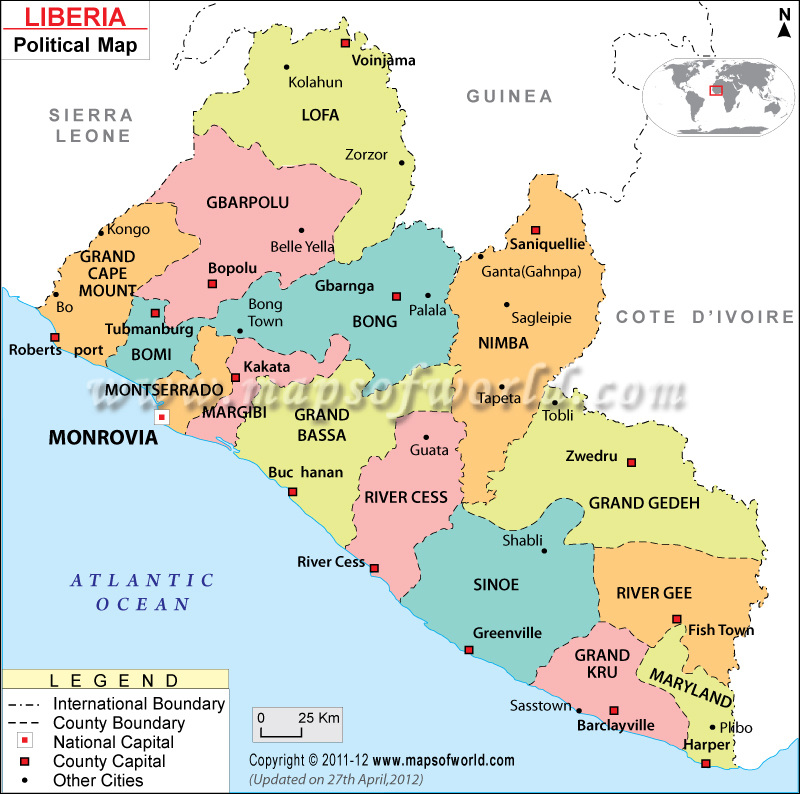 LIBERIA
Political Map
N
SIERRA
LEONE
GUINEA
COTE D'IVOIRE
Voinjama
Kolahun
LOFA
Zorzor
GBARPOLU
Belle Yella
Bopolu
Kongo
GRAND
CAPE
MOUNT
Bo
Roberts port
Tubmanburg
BOMI
Gbarnga
Bong
Town
Palala
BONG
Saniquellie
Ganta(Gahnpa)
Sagleipie
NIMBA
Tapeta
Kakata
MONTSERRADO
MARGIBI
MONROVIA
www.mapsofworld.com
GRAND
BASSA
Buc hanan
Guata
RIVER CESS
River Cess
Tobli
Zwedru
GRAND GEDEH
Shabli
SINOE
Greenville
RIVER GEE
Fish Town
GRAND
KRU
Sasstown
Barclayville
MARYLAND
Plibo
Harper
ATLANTIC
OCEAN
LEGEND
International Boundary
County Boundary
National Capital
County Capital
Other Cities
0 25 Km
Copyright © 2011-12 www.mapsofworld.com
(Updated on 27th April,2012)